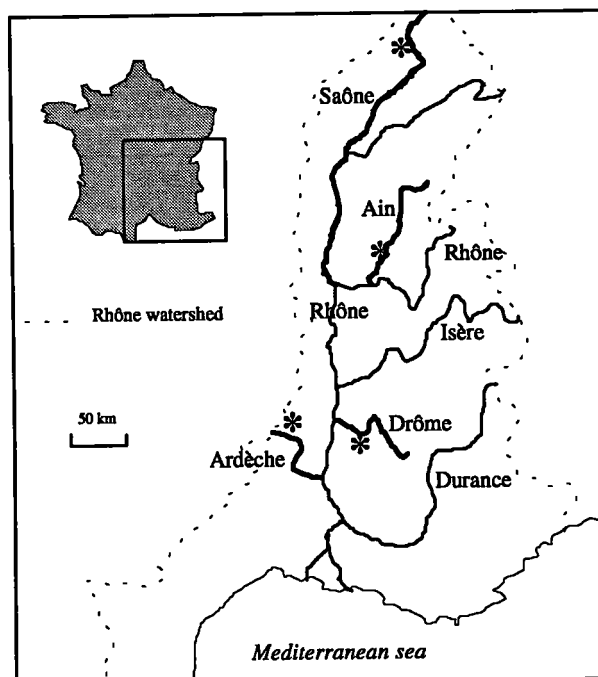 Saône
Ain
Rhône
Rhône
Rhône watershed
Isère
50 km
Drôme
Ardèche
Durance
Mediterranean sea